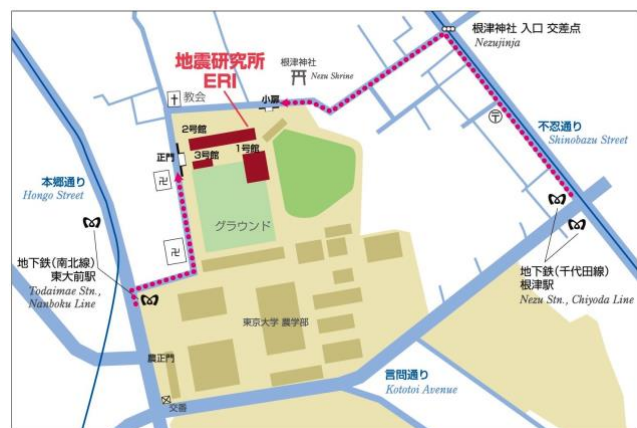 根津神社 入口 交差点
Nezujinja
地震研究所
ERI
根津神社
Nezu Shrine
教会
小扉
2号館
1号館
3号館
正門
不忍通り
Shinobazu Street
本郷通り
Hongo Street
グラウンド
地下鉄(南北線)
東大前駅
Todaimae Stn.,
Nanboku Line
地下鉄(千代田線)
根津駅
Nezu Stn., Chiyoda Line
東京大学 農学部
農正門
言問通り
Kototoi Avenue
交番